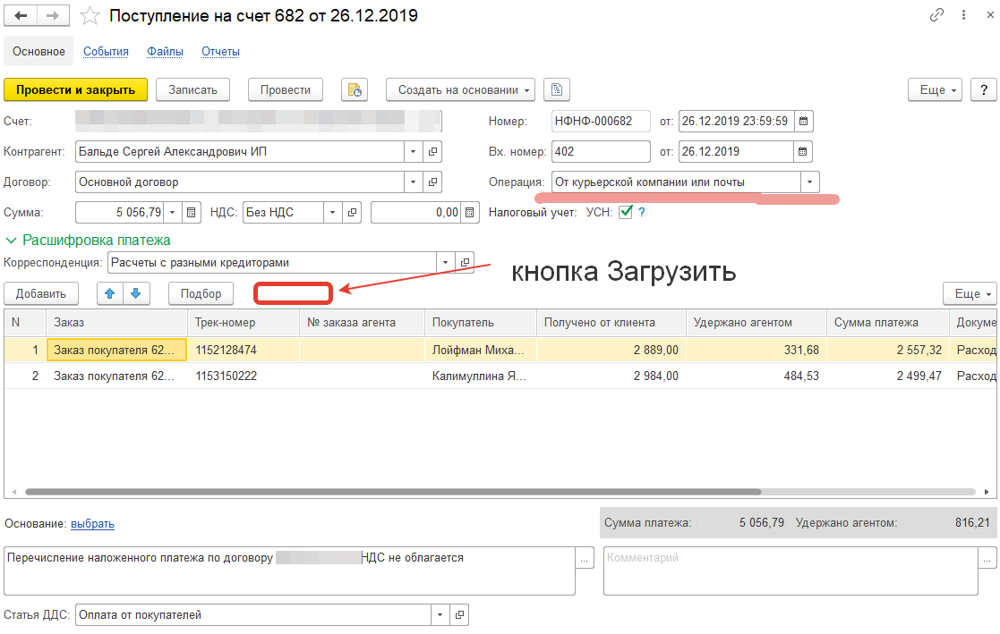 Поступление на счет 682 от 26.12.2019
Основное События Файлы Отчеты
Провести и закрыть Записать Провести Создать на основании Еще ?
Счет: Номер: НФНФ-000682 от: 26.12.2019 23:59:59
Контрагент: Бальде Сергей Александрович ИП Вх. номер: 402 от: 26.12.2019
Договор: Основной договор Операция: От курьерской компании или почты
Сумма: 5 056,79 НДС: Без НДС 0,00 Налоговый учет: УСН: ?
Расшифровка платежа
Корреспонденция: Расчеты с разными кредиторами
кнопка Загрузить
Добавить Подбор Еще
N Заказ Трек-номер № заказа агента Покупатель Получено от клиента Удержано агентом Сумма платежа Докуме
1 Заказ покупателя 62... 1152128474 Лойфман Миха... 2 889,00 331,68 2 557,32 Расход
2 Заказ покупателя 62... 1153150222 Калимуллина Я... 2 984,00 484,53 2 499,47 Расход
Основание: выбрать Сумма платежа: 5 056,79 Удержано агентом: 816,21
Перечисление наложенного платежа по договору НДС не облагается ... Комментарий ...
Статья ДДС: Оплата от покупателей